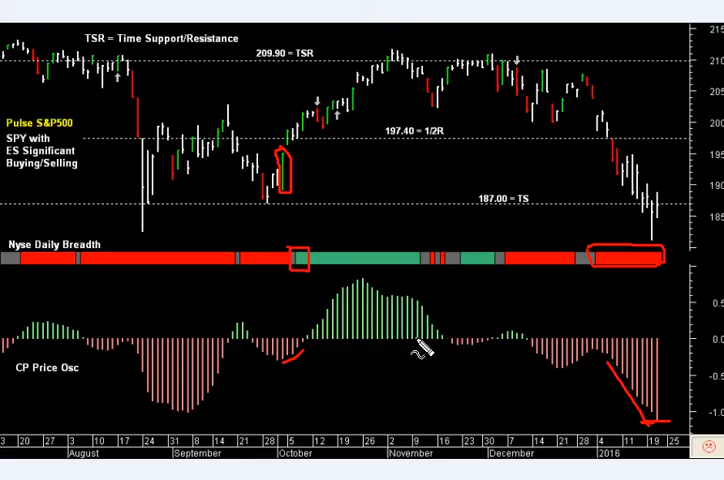 TSR = Time Support/Resistance
209.90 = TSR
Pulse S&P500
SPY with
ES Significant
Buying/Selling
197.40 = 1/2R
187.00 = TS
215
210
205
200
195
190
185
Nyse Daily Breadth
0.5
0.0
-0.5
-1.0
CP Price Osc
3 20 27 3 10 17 24 31 8 14 21 28 5 12 19 26 2 9 16 23 30 7 14 21 28 4 11 19 25
August September October November December 2016